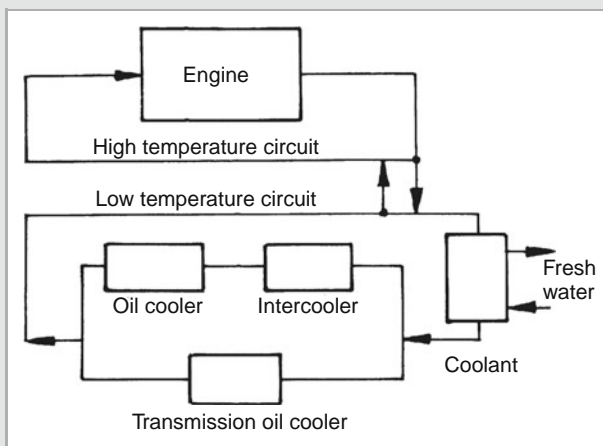 Engine
High temperature circuit
Low temperature circuit
Oil cooler
Intercooler
Fresh
water
Coolant
Transmission oil cooler